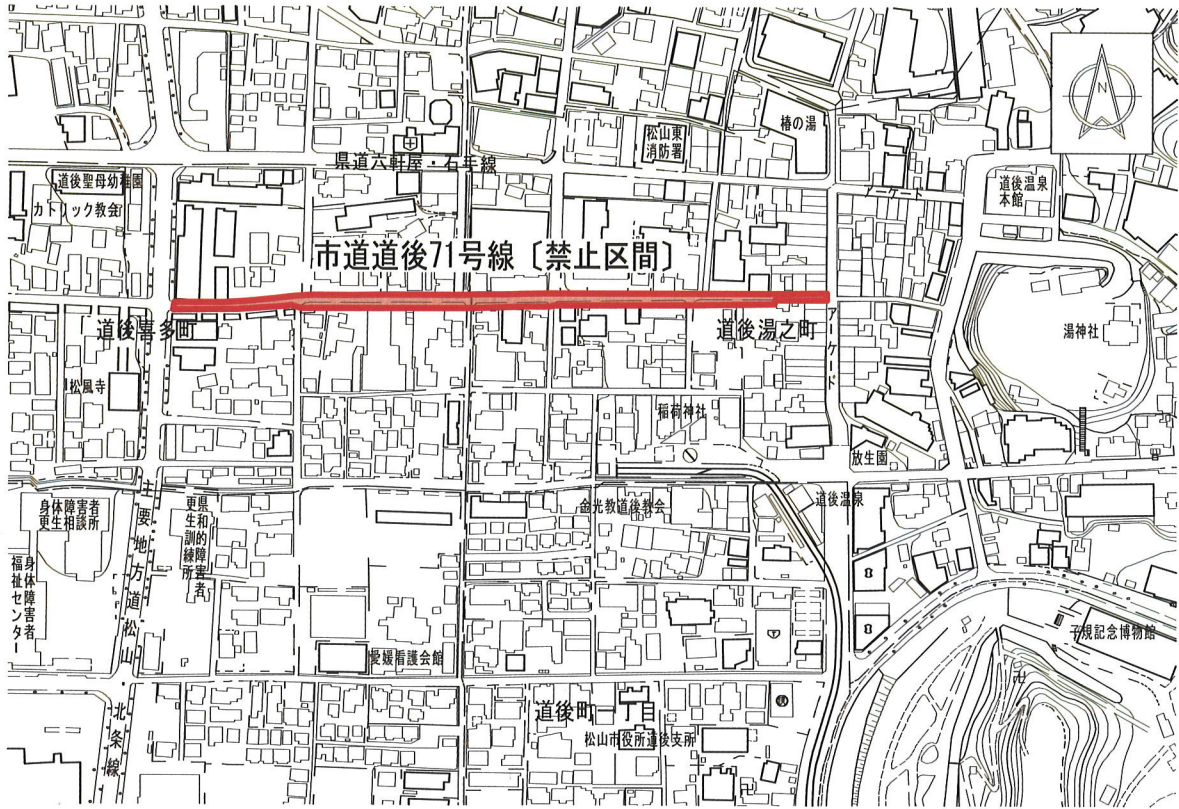 N
椿の湯
松山東
消防署
県道六軒屋・石手線
道後聖母幼稚園
カトリック教会
アーケード
道後温泉
本館
市道道後71号線〔禁止区間〕
道後喜多町
道後湯之町
アーケード
湯神社
松風寺
稲荷神社
放生園
身体障害者
更生相談所
主要地方道松山
北条線
県知的障害者
更生訓練所
金光教道後教会
道後温泉
身体障害者
福祉センター
子規記念博物館
愛媛看護会館
道後町一丁目
松山市役所道後支所